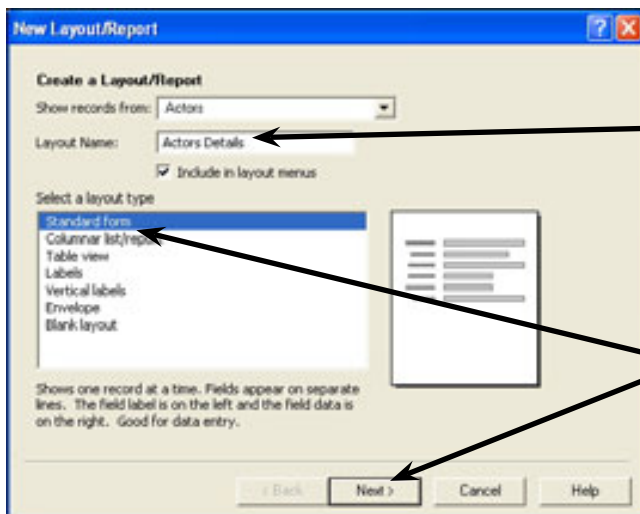 New Layout/Report
Create a Layout/Report
Show records from: Actors
Layout Name: Actors Details
Include in layout menus
Select a layout type
Standard form
Columnar list/report
Table view
Labels
Vertical labels
Envelope
Blank layout
Shows one record at a time. Fields appear on separate
lines. The field label is on the left and the field data is
on the right. Good for data entry.
< Back Next > Cancel Help